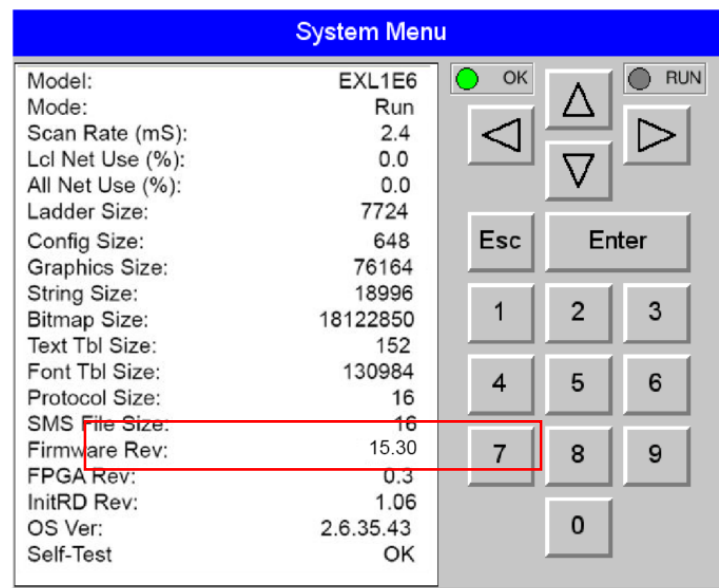 System Menu
Model: EXL1E6
Mode: Run
Scan Rate (mS): 2.4
Lcl Net Use (%): 0.0
All Net Use (%): 0.0
Ladder Size: 7724
Config Size: 648
Graphics Size: 76164
String Size: 18996
Bitmap Size: 18122850
Text Tbl Size: 152
Font Tbl Size: 130984
Protocol Size: 16
SMS File Size: 16
Firmware Rev: 15.30
FPGA Rev: 0.3
InitRD Rev: 1.06
OS Ver: 2.6.35.43
Self-Test OK
OK RUN
Esc Enter
1 2 3
4 5 6
7 8 9
0